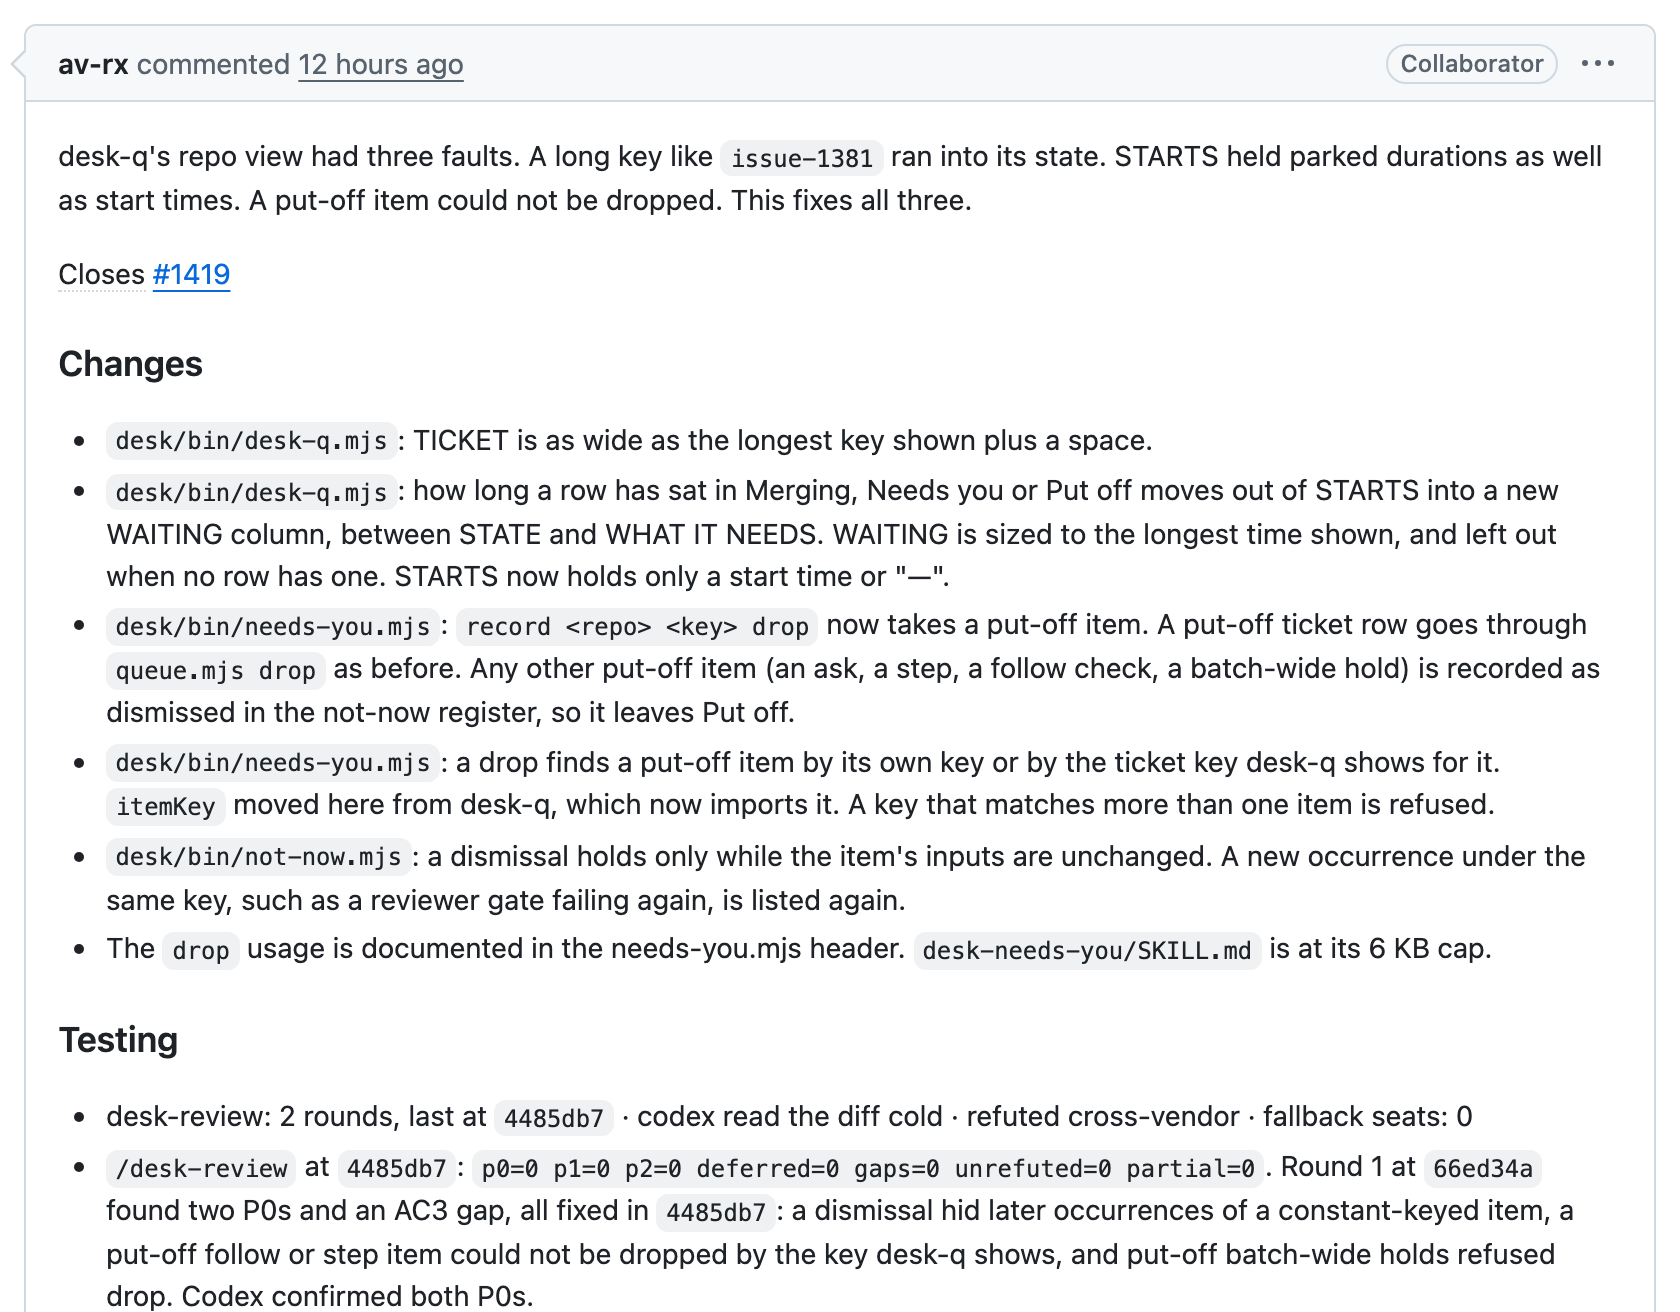 av-rx commented 12 hours ago
Collaborator
desk-q's repo view had three faults. A long key like issue-1381 ran into its state. STARTS held parked durations as well
as start times. A put-off item could not be dropped. This fixes all three.
Closes #1419
Changes
• desk/bin/desk-q.mjs: TICKET is as wide as the longest key shown plus a space.
• desk/bin/desk-q.mjs: how long a row has sat in Merging, Needs you or Put off moves out of STARTS into a new
WAITING column, between STATE and WHAT IT NEEDS. WAITING is sized to the longest time shown, and left out
when no row has one. STARTS now holds only a start time or "—".
• desk/bin/needs-you.mjs: record <repo> <key> drop now takes a put-off item. A put-off ticket row goes through
queue.mjs drop as before. Any other put-off item (an ask, a step, a follow check, a batch-wide hold) is recorded as
dismissed in the not-now register, so it leaves Put off.
• desk/bin/needs-you.mjs: a drop finds a put-off item by its own key or by the ticket key desk-q shows for it.
itemKey moved here from desk-q, which now imports it. A key that matches more than one item is refused.
• desk/bin/not-now.mjs: a dismissal holds only while the item's inputs are unchanged. A new occurrence under the
same key, such as a reviewer gate failing again, is listed again.
• The drop usage is documented in the needs-you.mjs header. desk-needs-you/SKILL.md is at its 6 KB cap.
Testing
• desk-review: 2 rounds, last at 4485db7 · codex read the diff cold · refuted cross-vendor · fallback seats: 0
• /desk-review at 4485db7: p0=0 p1=0 p2=0 deferred=0 gaps=0 unrefuted=0 partial=0. Round 1 at 66ed34a
found two P0s and an AC3 gap, all fixed in 4485db7: a dismissal hid later occurrences of a constant-keyed item, a
put-off follow or step item could not be dropped by the key desk-q shows, and put-off batch-wide holds refused
drop. Codex confirmed both P0s.